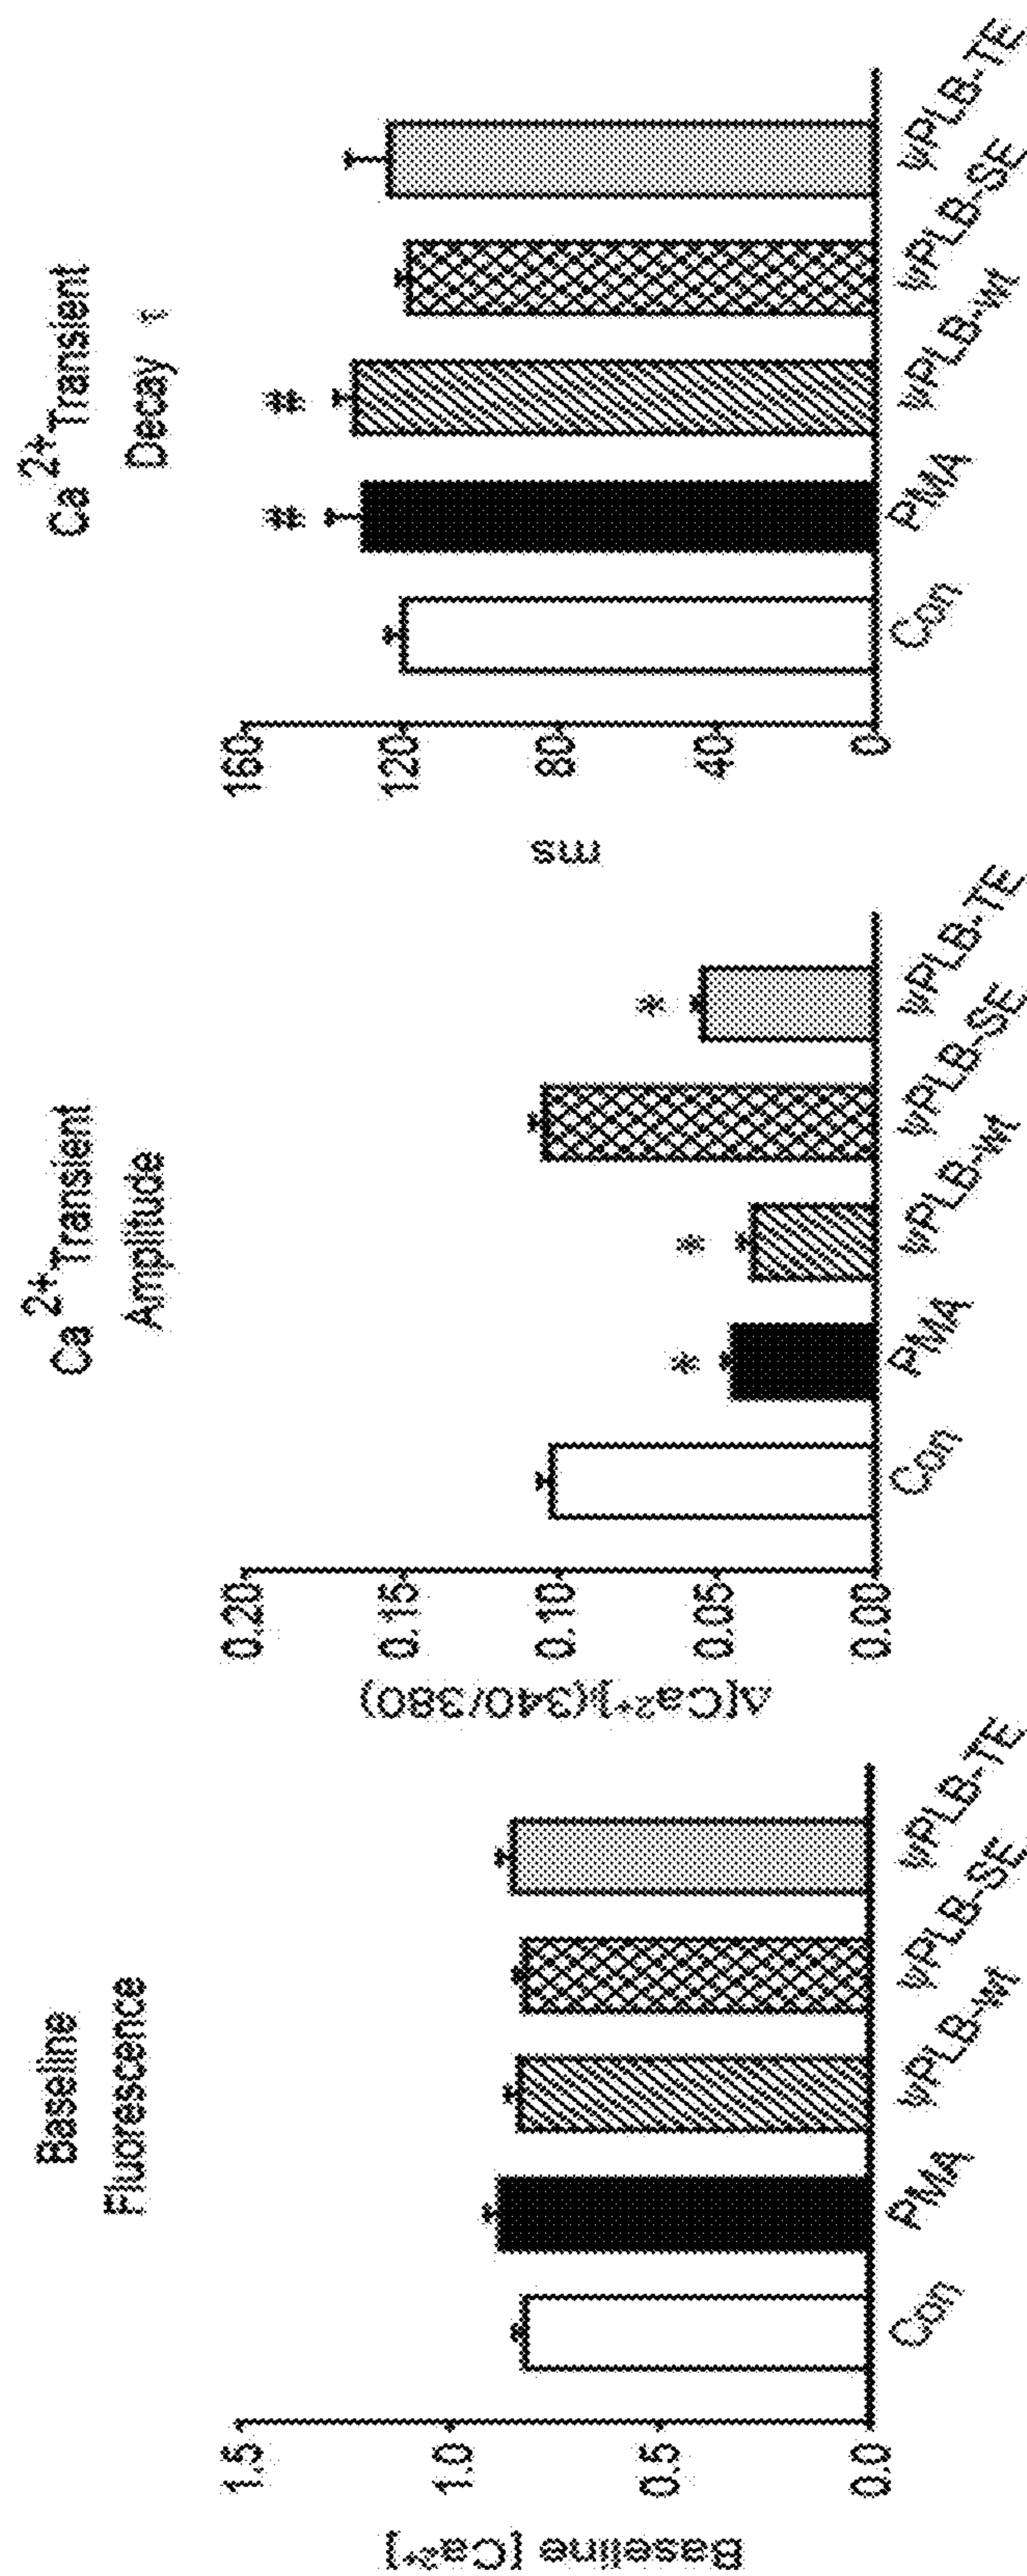 Baseline
Fluorescence
Baseline [Ca²⁺]
1.5
1.0
0.5
0.0
Con
PMA
ψPLB-wt
ψPLB-SE
ψPLB-TE
Ca²⁺ Transient
Amplitude
Δ[Ca²⁺]ᵢ(340/380)
0.20
0.15
0.10
0.05
0.00
*
*
*
Con
PMA
ψPLB-wt
ψPLB-SE
ψPLB-TE
Ca²⁺ Transient
Decay τ
ms
160
120
80
40
0
#
#
Con
PMA
ψPLB-wt
ψPLB-SE
ψPLB-TE